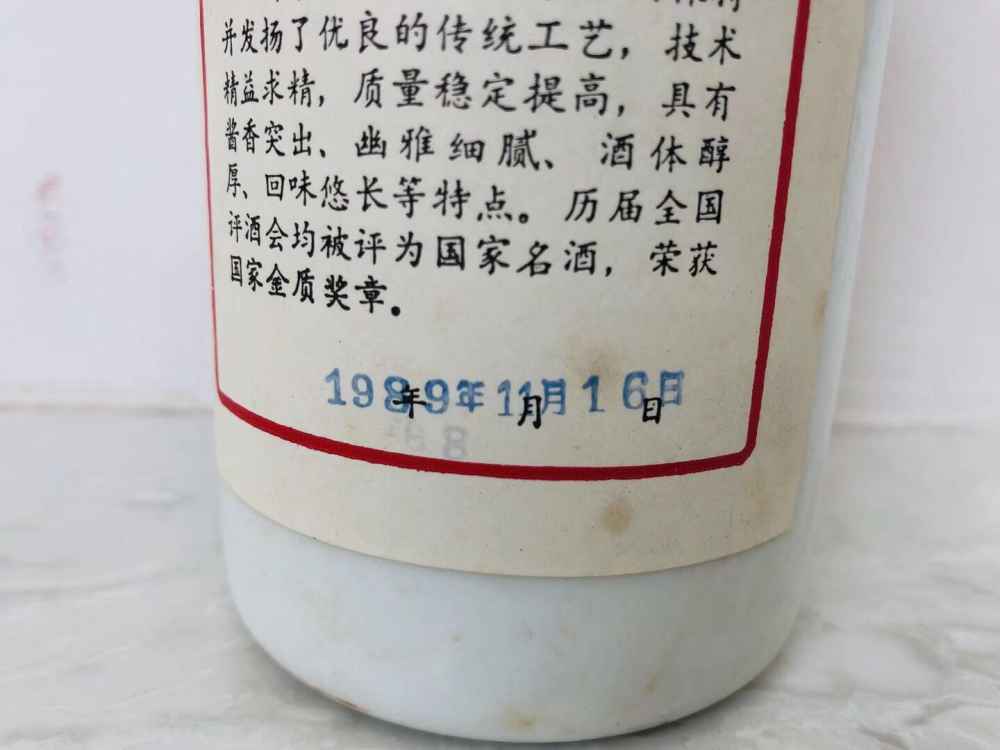 并发扬了优良的传统工艺，技术
精益求精，质量稳定提高，具有
酱香突出、幽雅细腻、酒体醇
厚、回味悠长等特点。历届全国
评酒会均被评为国家名酒，荣获
国家金质奖章。
1989年11月16日
年 月 日
68